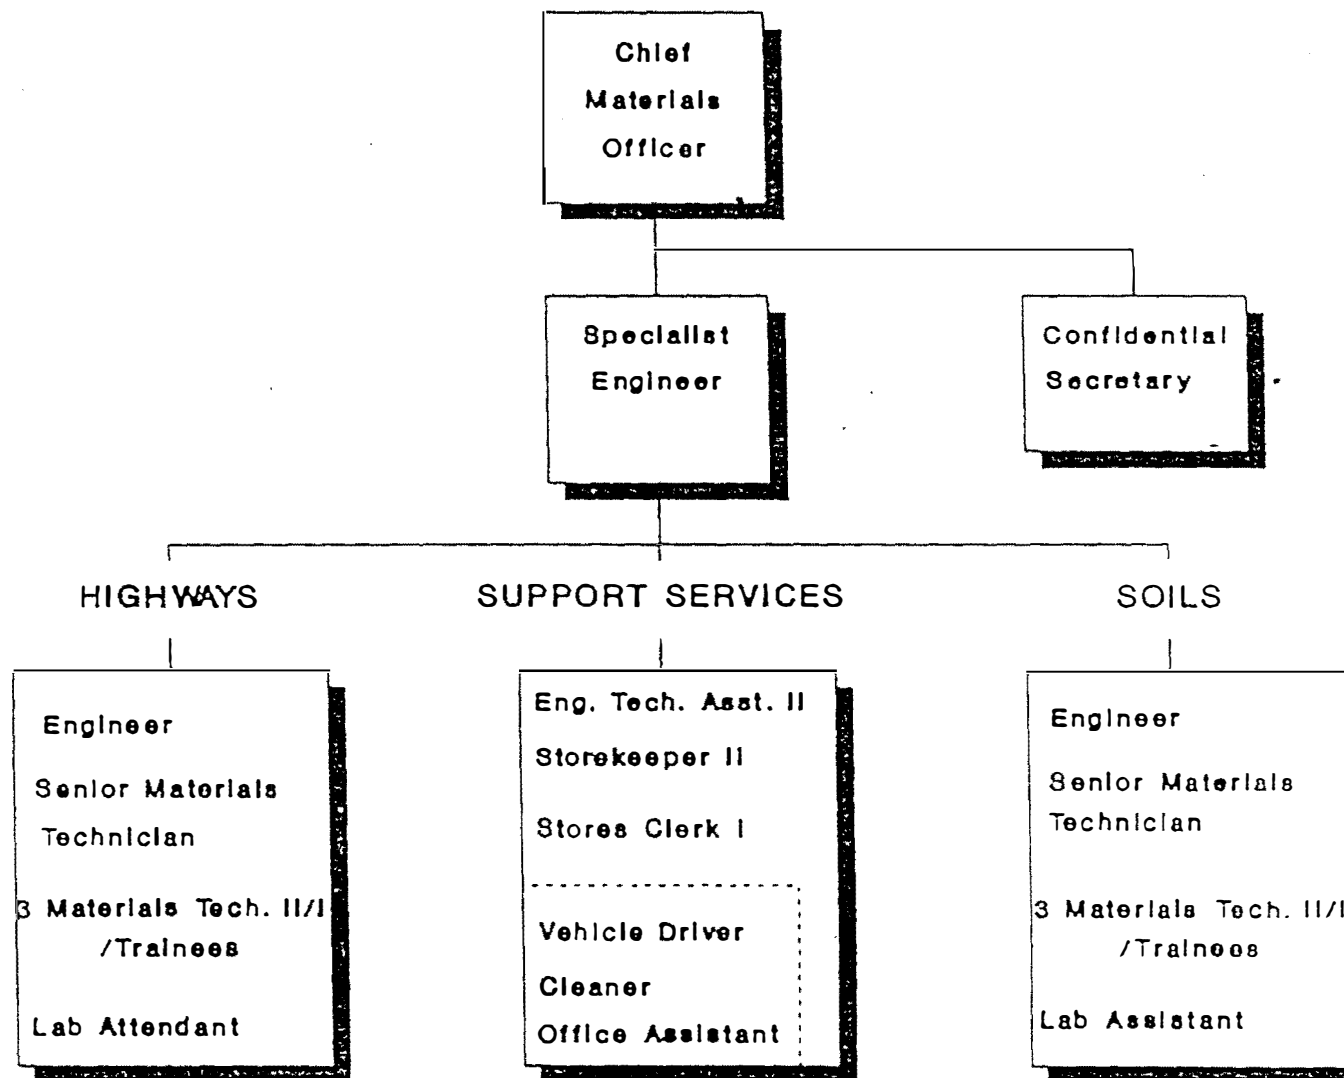 Chief
Materials
Officer
Specialist
Engineer
Confidential
Secretary
HIGHWAYS
SUPPORT SERVICES
SOILS
Engineer
Senior Materials
Technician
3 Materials Tech. II/I
/Trainees
Lab Attendant
Eng. Tech. Asst. II
Storekeeper II
Stores Clerk I
Vehicle Driver
Cleaner
Office Assistant
Engineer
Senior Materials
Technician
3 Materials Tech. II/I
/Trainees
Lab Assistant